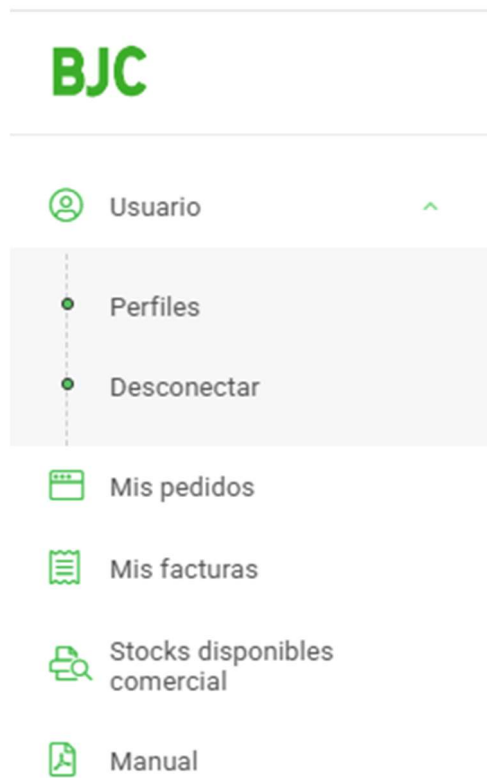 BJC
Usuario
Perfiles
Desconectar
Mis pedidos
Mis facturas
Stocks disponibles
comercial
Manual